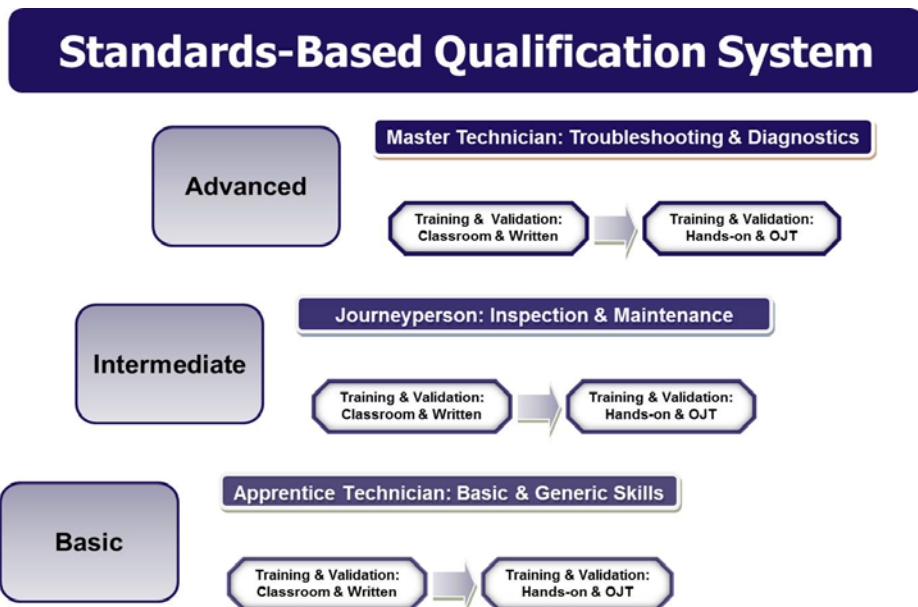 Standards-Based Qualification System
Advanced
Master Technician: Troubleshooting & Diagnostics
Training & Validation:
Classroom & Written
Training & Validation:
Hands-on & OJT
Intermediate
Journeyperson: Inspection & Maintenance
Training & Validation:
Classroom & Written
Training & Validation:
Hands-on & OJT
Basic
Apprentice Technician: Basic & Generic Skills
Training & Validation:
Classroom & Written
Training & Validation:
Hands-on & OJT